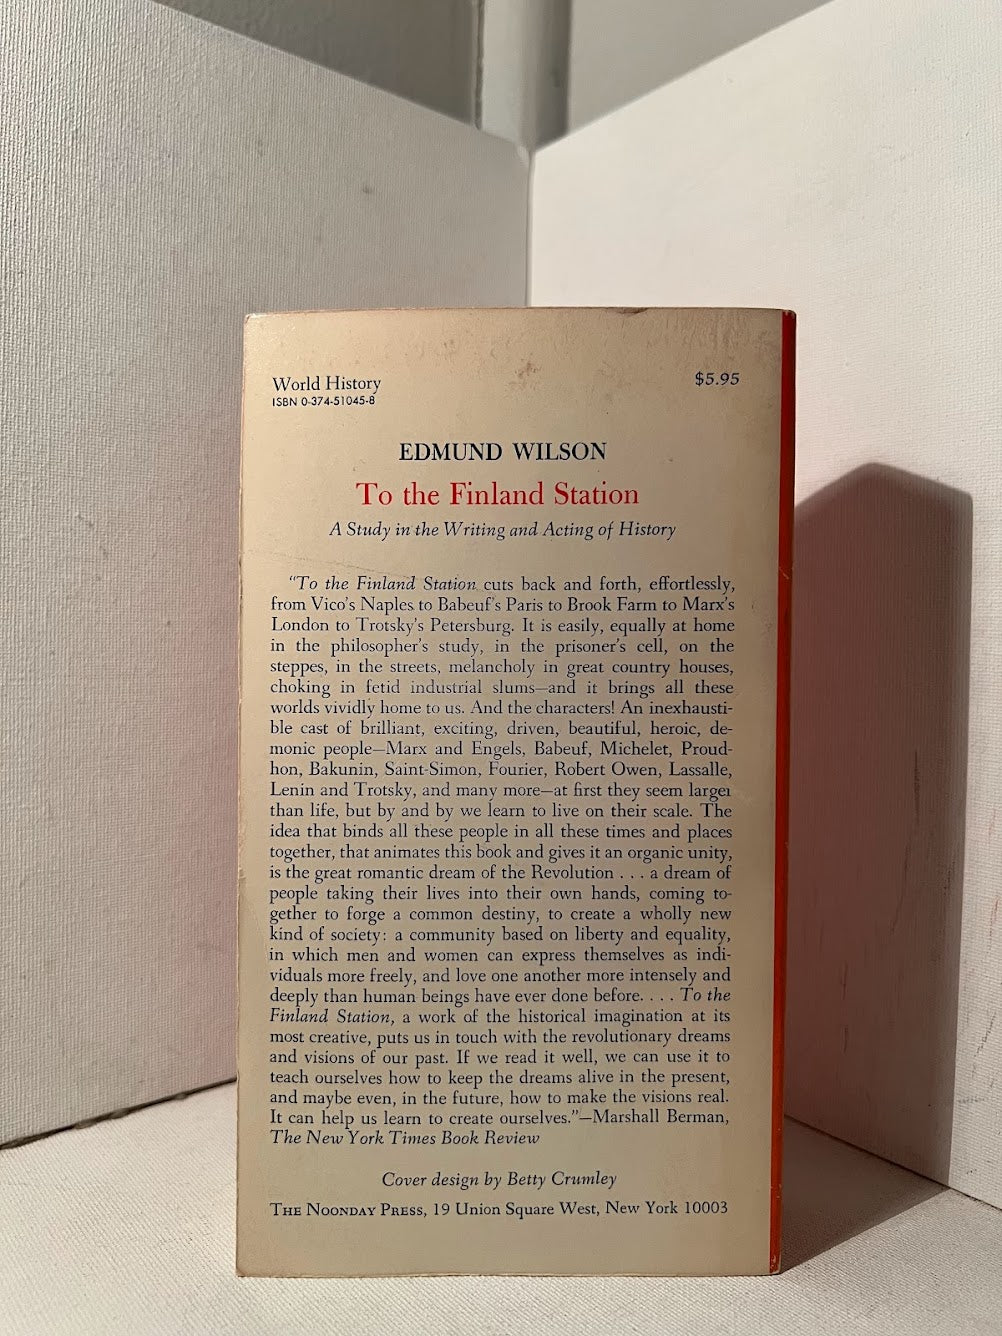 World History
$5.95
ISBN 0-374-51045-8
EDMUND WILSON
To the Finland Station
A Study in the Writing and Acting of History
“To the Finland Station cuts back and forth, effortlessly,
from Vico’s Naples to Babeuf’s Paris to Brook Farm to Marx’s
London to Trotsky’s Petersburg. It is easily, equally at home
in the philosopher’s study, in the prisoner’s cell, on the
steppes, in the streets, melancholy in great country houses,
choking in fetid industrial slums—and it brings all these
worlds vividly home to us. And the characters! An inexhausti-
ble cast of brilliant, exciting, driven, beautiful, heroic, de-
monic people—Marx and Engels, Babeuf, Michelet, Proud-
hon, Bakunin, Saint-Simon, Fourier, Robert Owen, Lassalle,
Lenin and Trotsky, and many more—at first they seem larger
than life, but by and by we learn to live on their scale. The
idea that binds all these people in all these times and places
together, that animates this book and gives it an organic unity,
is the great romantic dream of the Revolution . . . a dream of
people taking their lives into their own hands, coming to-
gether to forge a common destiny, to create a wholly new
kind of society: a community based on liberty and equality,
in which men and women can express themselves as indi-
viduals more freely, and love one another more intensely and
deeply than human beings have ever done before. . . . To the
Finland Station, a work of the historical imagination at its
most creative, puts us in touch with the revolutionary dreams
and visions of our past. If we read it well, we can use it to
teach ourselves how to keep the dreams alive in the present,
and maybe even, in the future, how to make the visions real.
It can help us learn to create ourselves.”—Marshall Berman,
The New York Times Book Review
Cover design by Betty Crumley
THE NOONDAY PRESS, 19 Union Square West, New York 10003